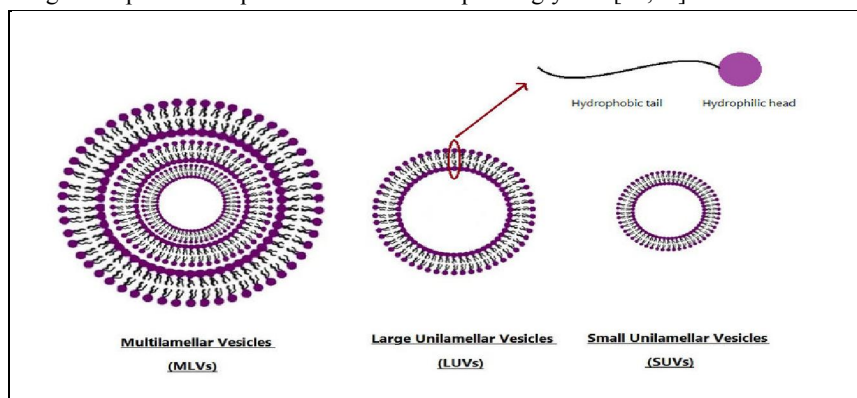 Hydrophobic tail Hydrophilic head
Multilamellar Vesicles
(MLVs)
Large Unilamellar Vesicles
(LUVs)
Small Unilamellar Vesicles
(SUVs)